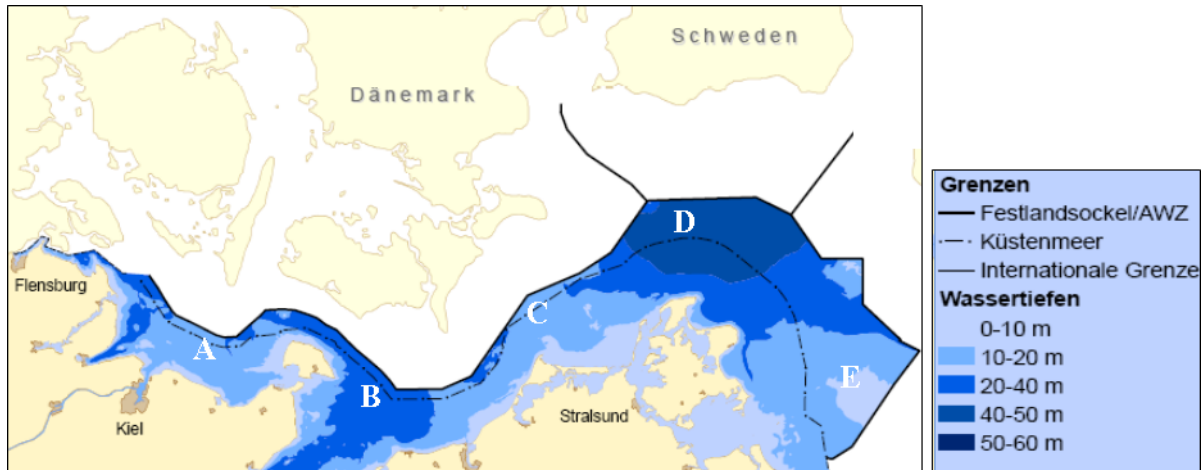 Schweden
Dänemark
D
Flensburg
C
A
E
B
Stralsund
Kiel
Grenzen
Festlandsockel/AWZ
Küstenmeer
Internationale Grenze
Wassertiefen
0-10 m
10-20 m
20-40 m
40-50 m
50-60 m